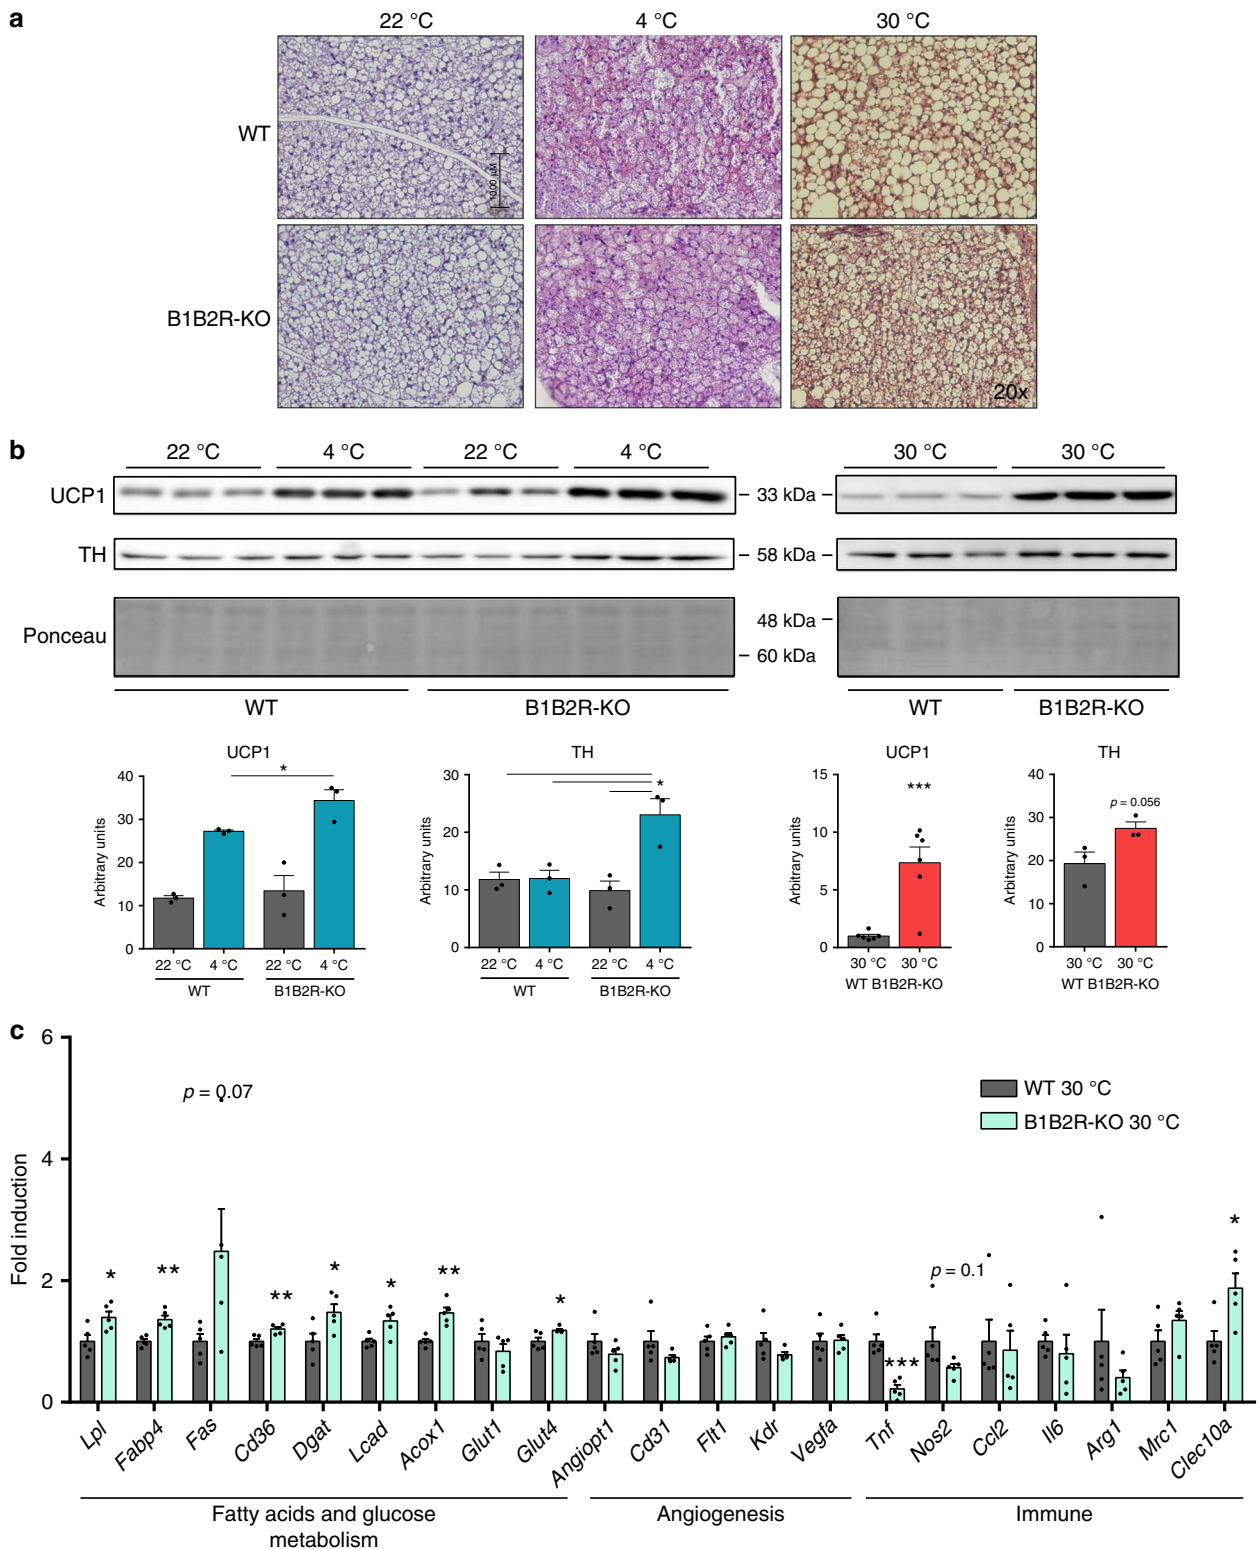 a
22 °C
4 °C
30 °C
WT
B1B2R-KO
20x
b
22 °C
4 °C
22 °C
4 °C
30 °C
30 °C
UCP1
33 kDa
TH
58 kDa
Ponceau
48 kDa
60 kDa
WT
B1B2R-KO
WT
B1B2R-KO
UCP1
Arbitrary units
40
30
20
10
0
*
22 °C
4 °C
22 °C
4 °C
WT
B1B2R-KO
TH
Arbitrary units
30
20
10
0
*
22 °C
4 °C
22 °C
4 °C
WT
B1B2R-KO
UCP1
Arbitrary units
15
10
5
0
***
30 °C
30 °C
WT B1B2R-KO
TH
Arbitrary units
40
30
20
10
0
p = 0.056
30 °C
30 °C
WT B1B2R-KO
c
Fold induction
6
4
2
0
WT 30 °C
B1B2R-KO 30 °C
*
**
p = 0.07
**
*
*
**
*
***
p = 0.1
*
Lpl
Fabp4
Fas
Cd36
Dgat
Lcad
Acox1
Glut1
Glut4
Angiopt1
Cd31
Flt1
Kdr
Vegfa
Tnf
Nos2
Ccl2
Il6
Arg1
Mrc1
Clec10a
Fatty acids and glucose
metabolism
Angiogenesis
Immune